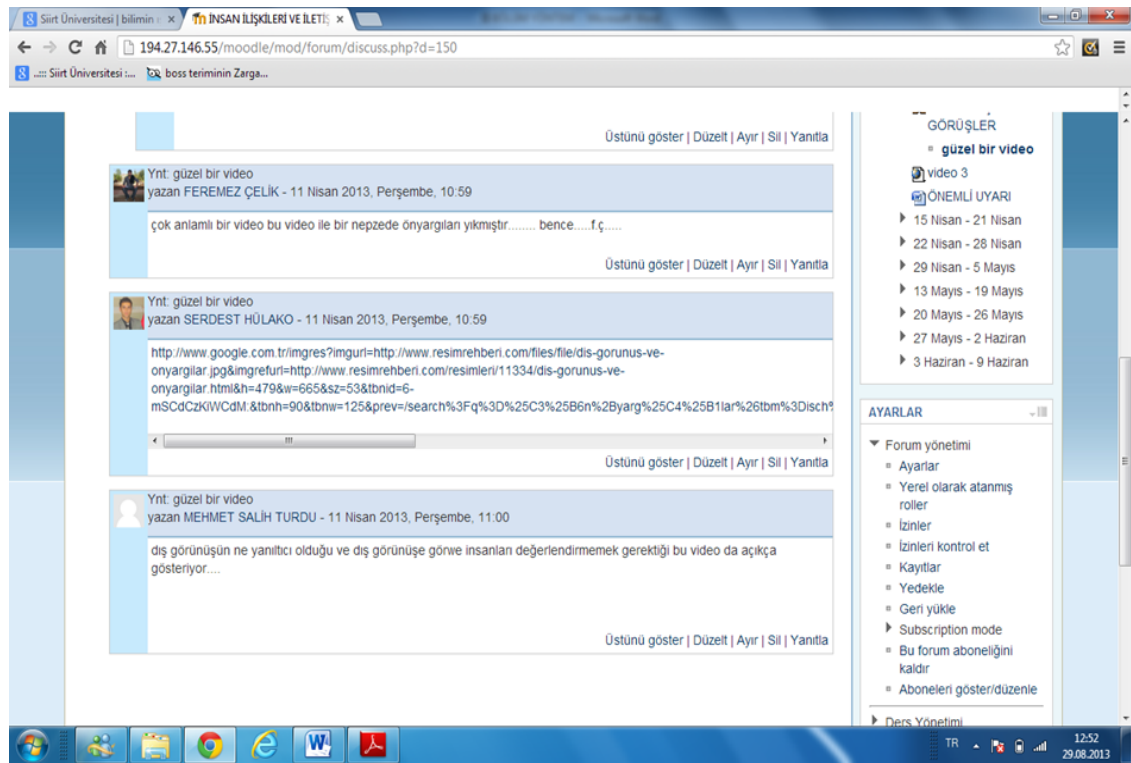 Siirt Üniversitesi | bilimin
İNSAN İLİŞKİLERİ VE İLETİŞ
194.27.146.55/moodle/mod/forum/discuss.php?d=150
..::: Siirt Üniversitesi :...
boss teriminin Zarga...
Üstünü göster | Düzelt | Ayır | Sil | Yanıtla
Ynt: güzel bir video
yazan FEREMEZ ÇELİK - 11 Nisan 2013, Perşembe, 10:59
çok anlamlı bir video bu video ile bir nepzede önyargıları yıkmıştır........ bence.....f.ç.....
Üstünü göster | Düzelt | Ayır | Sil | Yanıtla
Ynt: güzel bir video
yazan SERDEST HÜLAKO - 11 Nisan 2013, Perşembe, 10:59
http://www.google.com.tr/imgres?imgurl=http://www.resimrehberi.com/files/file/dis-gorunus-ve-
onyargilar.jpg&imgrefurl=http://www.resimrehberi.com/resimleri/11334/dis-gorunus-ve-
onyargilar.html&h=479&w=665&sz=53&tbnid=6-
mSCdCzKiWCdM:&tbnh=90&tbnw=125&prev=/search%3Fq%3D%25C3%25B6n%2Byarg%25C4%25B1lar%26tbm%3Disch%
Üstünü göster | Düzelt | Ayır | Sil | Yanıtla
Ynt: güzel bir video
yazan MEHMET SALİH TURDU - 11 Nisan 2013, Perşembe, 11:00
dış görünüşün ne yanıltıcı olduğu ve dış görünüşe görwe insanları değerlendirmemek gerektiği bu video da açıkça
gösteriyor....
Üstünü göster | Düzelt | Ayır | Sil | Yanıtla
GÖRÜŞLER
güzel bir video
video 3
ÖNEMLİ UYARI
15 Nisan - 21 Nisan
22 Nisan - 28 Nisan
29 Nisan - 5 Mayıs
13 Mayıs - 19 Mayıs
20 Mayıs - 26 Mayıs
27 Mayıs - 2 Haziran
3 Haziran - 9 Haziran
AYARLAR
Forum yönetimi
Ayarlar
Yerel olarak atanmış
roller
İzinler
İzinleri kontrol et
Kayıtlar
Yedekle
Geri yükle
Subscription mode
Bu forum aboneliğini
kaldır
Aboneleri göster/düzenle
Ders Yönetimi
TR
12:52
29.08.2013